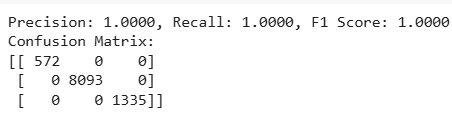 Precision: 1.0000, Recall: 1.0000, F1 Score: 1.0000
Confusion Matrix:
[[ 572    0    0]
 [   0 8093    0]
 [   0    0 1335]]